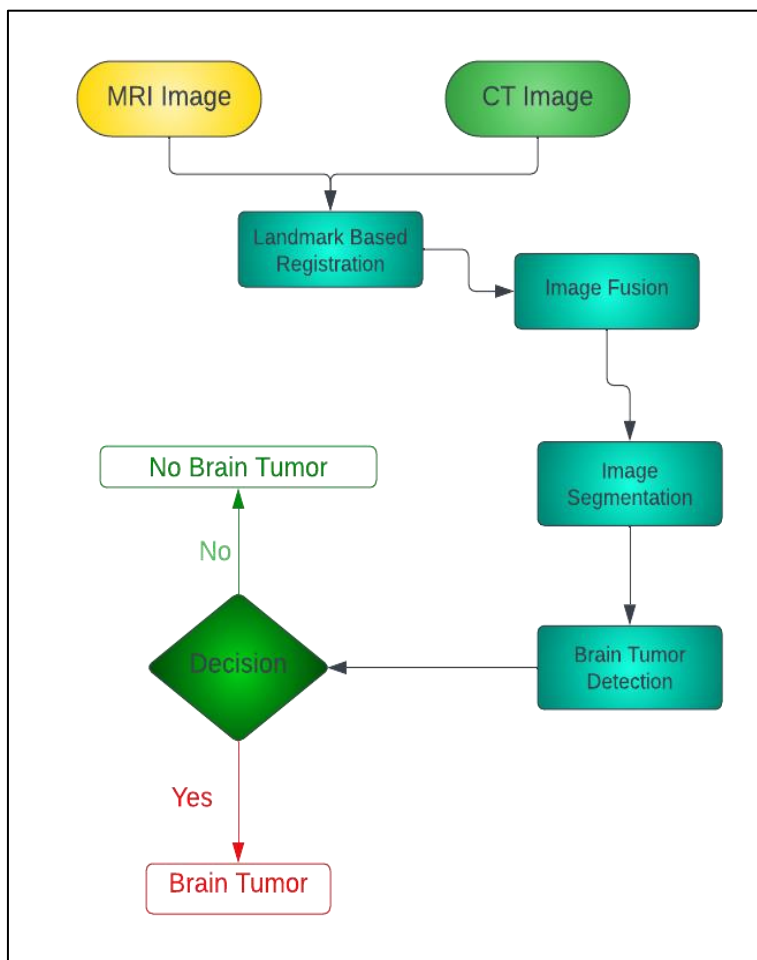 MRI Image
CT Image
Landmark Based
Registration
Image Fusion
Image
Segmentation
Brain Tumor
Detection
Decision
No
No Brain Tumor
Yes
Brain Tumor